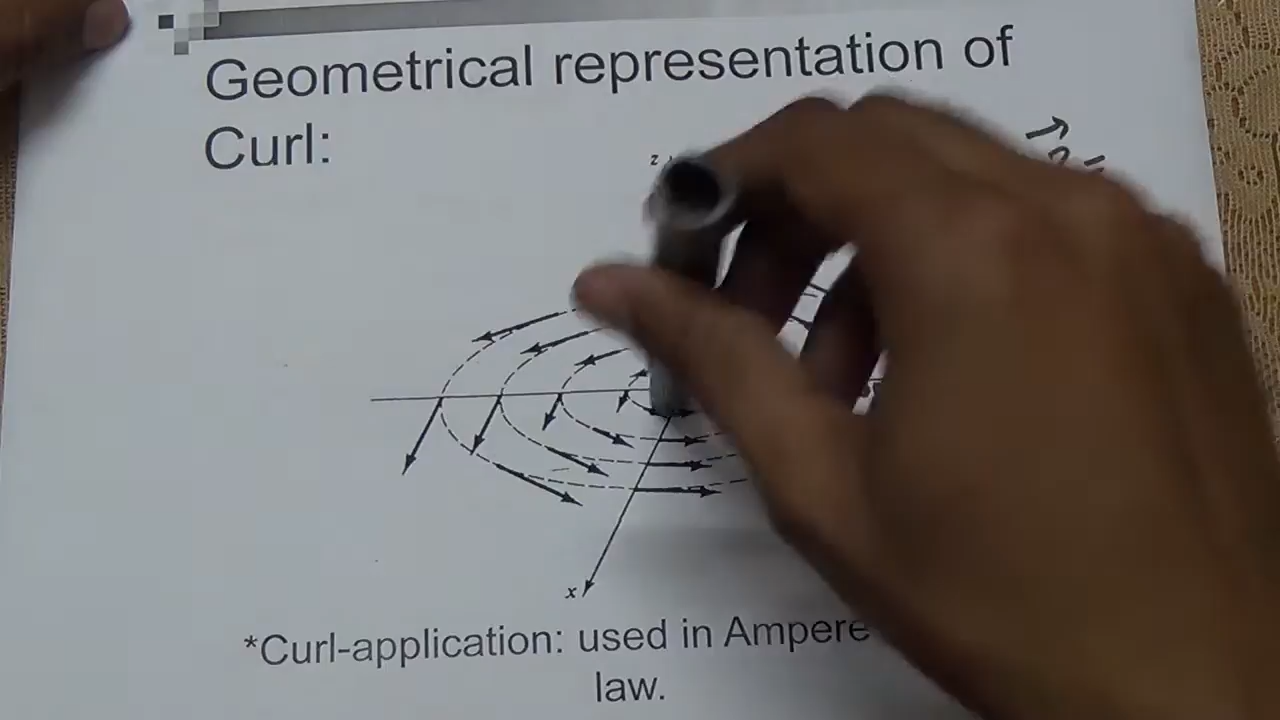 Geometrical representation of
Curl:
z
x
*Curl-application: used in Ampere
law.